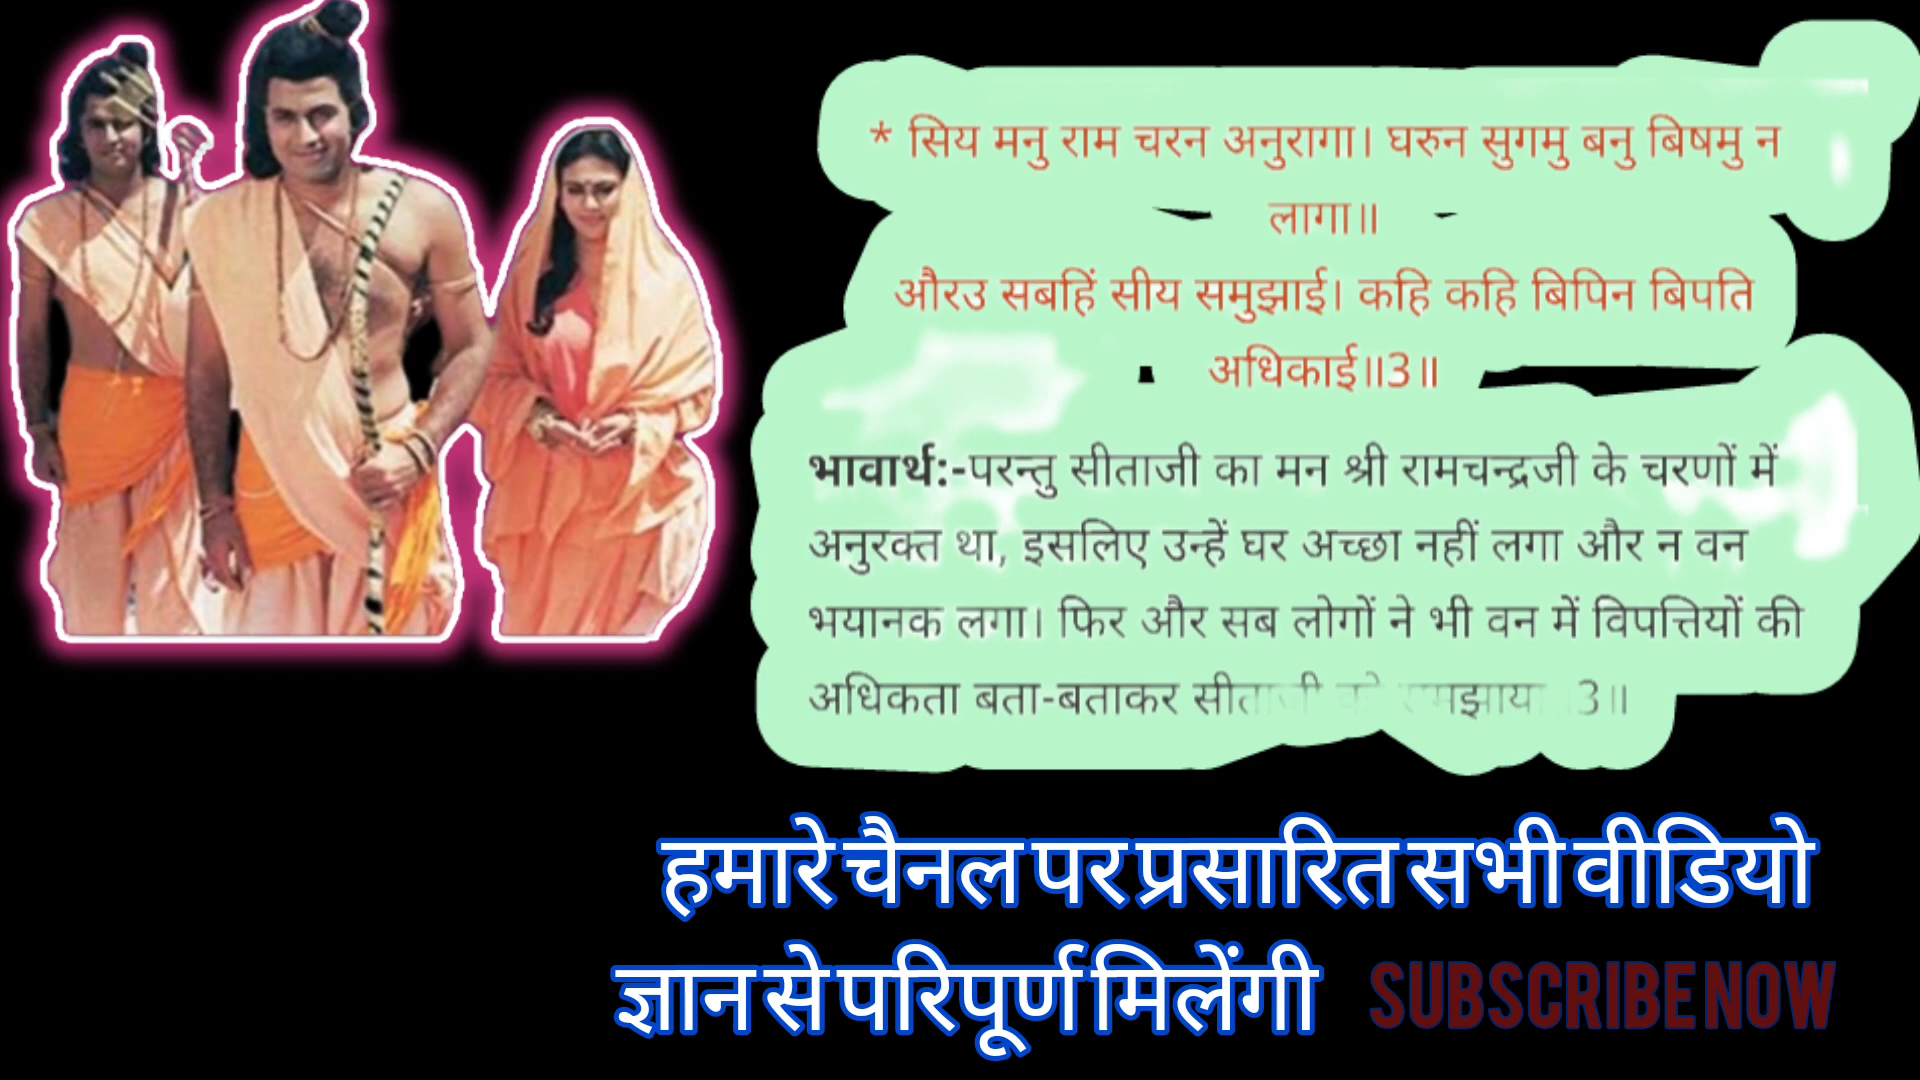 * सिय मनु राम चरन अनुरागा। घरुन सुगमु बनु बिषमु न
लागा॥
औरउ सबहिं सीय समुझाई। कहि कहि बिपिन बिपति
अधिकाई॥3॥
भावार्थ:-परन्तु सीताजी का मन श्री रामचन्द्रजी के चरणों में
अनुरक्त था, इसलिए उन्हें घर अच्छा नहीं लगा और न वन
भयानक लगा। फिर और सब लोगों ने भी वन में विपत्तियों की
अधिकता बता-बताकर सीताजी को समझाया 3॥
हमारे चैनल पर प्रसारित सभी वीडियो
ज्ञान से परिपूर्ण मिलेंगी
SUBSCRIBE NOW